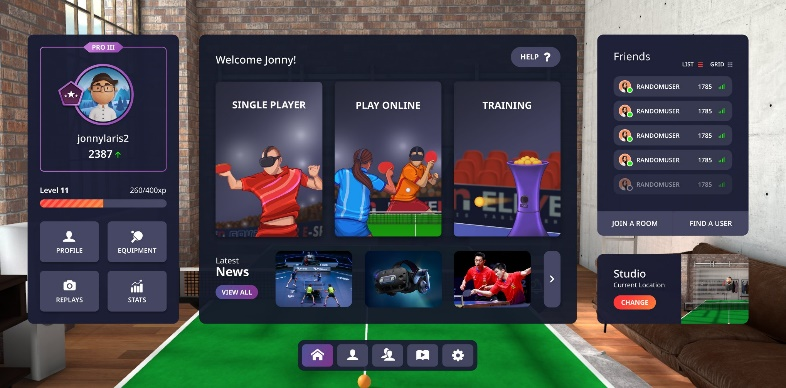 PRO III
jonnylaris2
2387
Level 11
260/400xp
PROFILE
EQUIPMENT
REPLAYS
STATS
Welcome Jonny!
HELP ?
SINGLE PLAYER
PLAY ONLINE
TRAINING
Latest
News
VIEW ALL
Friends
LIST
GRID
RANDOMUSER 1785
RANDOMUSER 1785
RANDOMUSER 1785
RANDOMUSER 1785
RANDOMUSER 1785
JOIN A ROOM
FIND A USER
Studio
Current Location
CHANGE